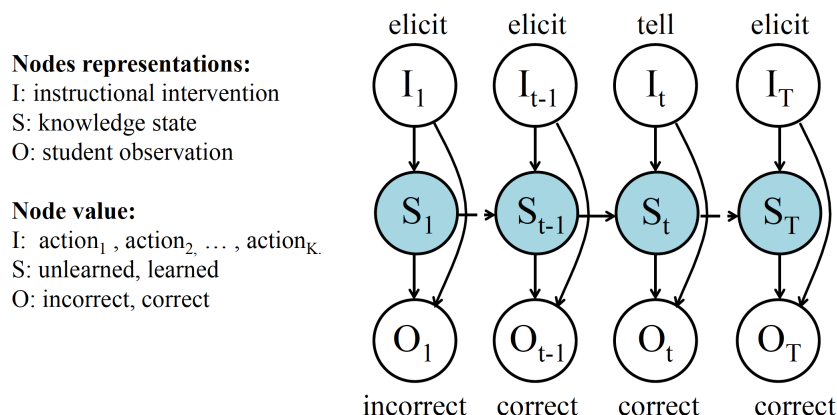 elicit elicit tell elicit
Nodes representations:
I: instructional intervention
S: knowledge state
O: student observation
Node value:
I: action₁ , action₂, … , actionK.
S: unlearned, learned
O: incorrect, correct
I₁ It-1 It IT
S₁ St-1 St ST
O₁ Ot-1 Ot OT
incorrect correct correct correct